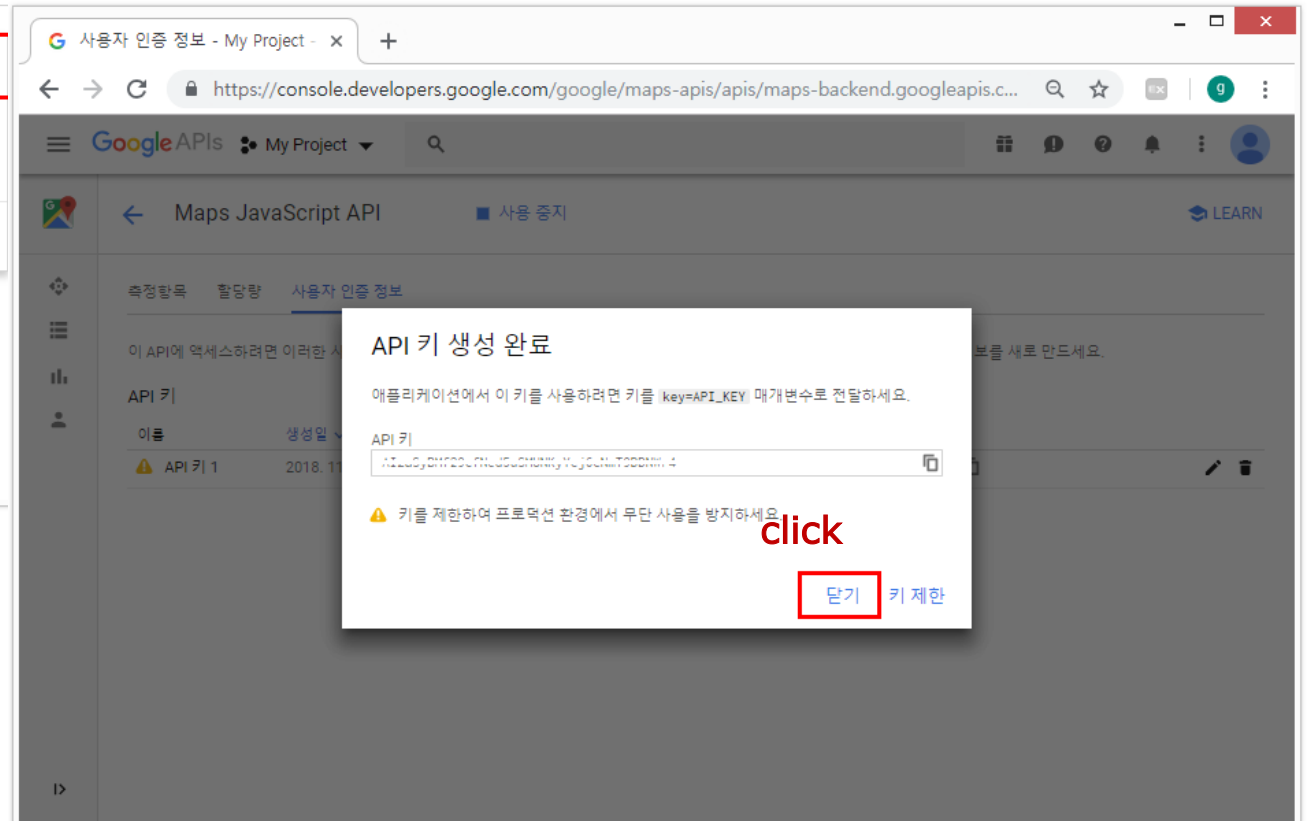 사용자 인증 정보 - My Project -
https://console.developers.google.com/google/maps-apis/apis/maps-backend.googleapis.c...
g
Google APIs My Project
Maps JavaScript API 사용 중지 LEARN
측정항목 할당량 사용자 인증 정보
이 API에 액세스하려면 이러한 보를 새로 만드세요.
API 키
이름 생성일
API 키 1 2018. 11
API 키 생성 완료
애플리케이션에서 이 키를 사용하려면 키를 key=API_KEY 매개변수로 전달하세요.
API 키
키를 제한하여 프로덕션 환경에서 무단 사용을 방지하세요.
click
닫기 키 제한